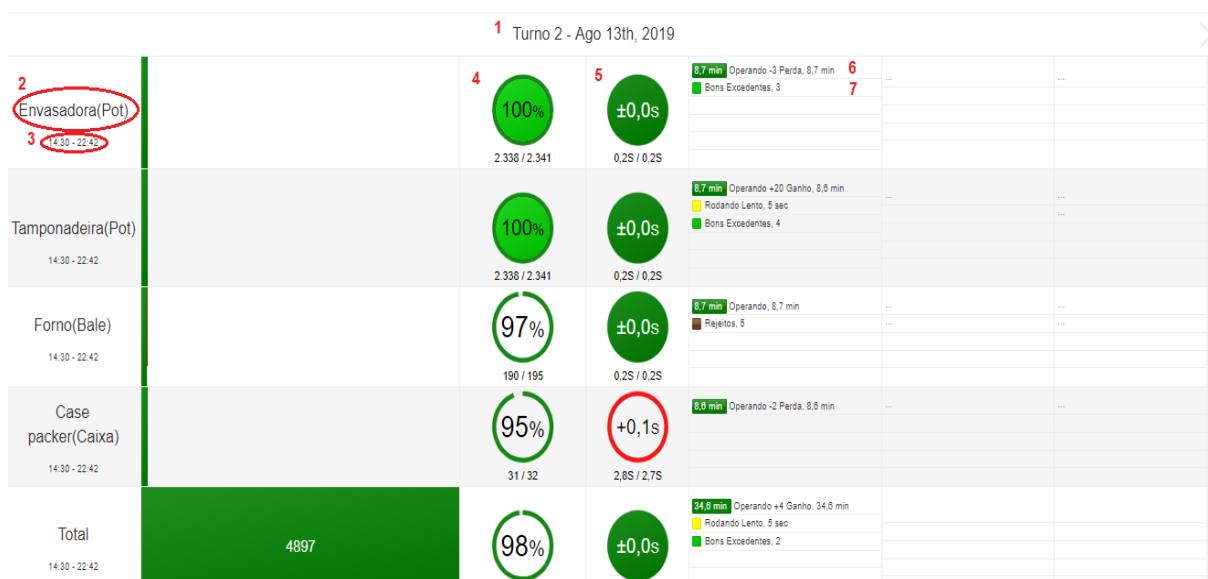 1 Turno 2 - Ago 13th, 2019
2
Envasadora(Pot)
3 14:30 - 22:42
4
100%
2.338 / 2.341
5
±0,0s
0,2S / 0,2S
8,7 min Operando -3 Perda, 8,7 min 6
Bons Excedentes, 3 7
...
...
Tamponadeira(Pot)
14:30 - 22:42
100%
2.338 / 2.341
±0,0s
0,2S / 0,2S
8,7 min Operando +20 Ganho, 8,6 min
Rodando Lento, 5 sec
Bons Excedentes, 4
...
...
...
Forno(Bale)
14:30 - 22:42
97%
190 / 195
±0,0s
0,2S / 0,2S
8,7 min Operando, 8,7 min
Rejeitos, 5
...
...
...
...
Case
packer(Caixa)
14:30 - 22:42
95%
31 / 32
+0,1s
2,8S / 2,7S
8,6 min Operando -2 Perda, 8,6 min
...
...
Total
14:30 - 22:42
4897
98%
±0,0s
34,6 min Operando +4 Ganho, 34,6 min
Rodando Lento, 5 sec
Bons Excedentes, 2